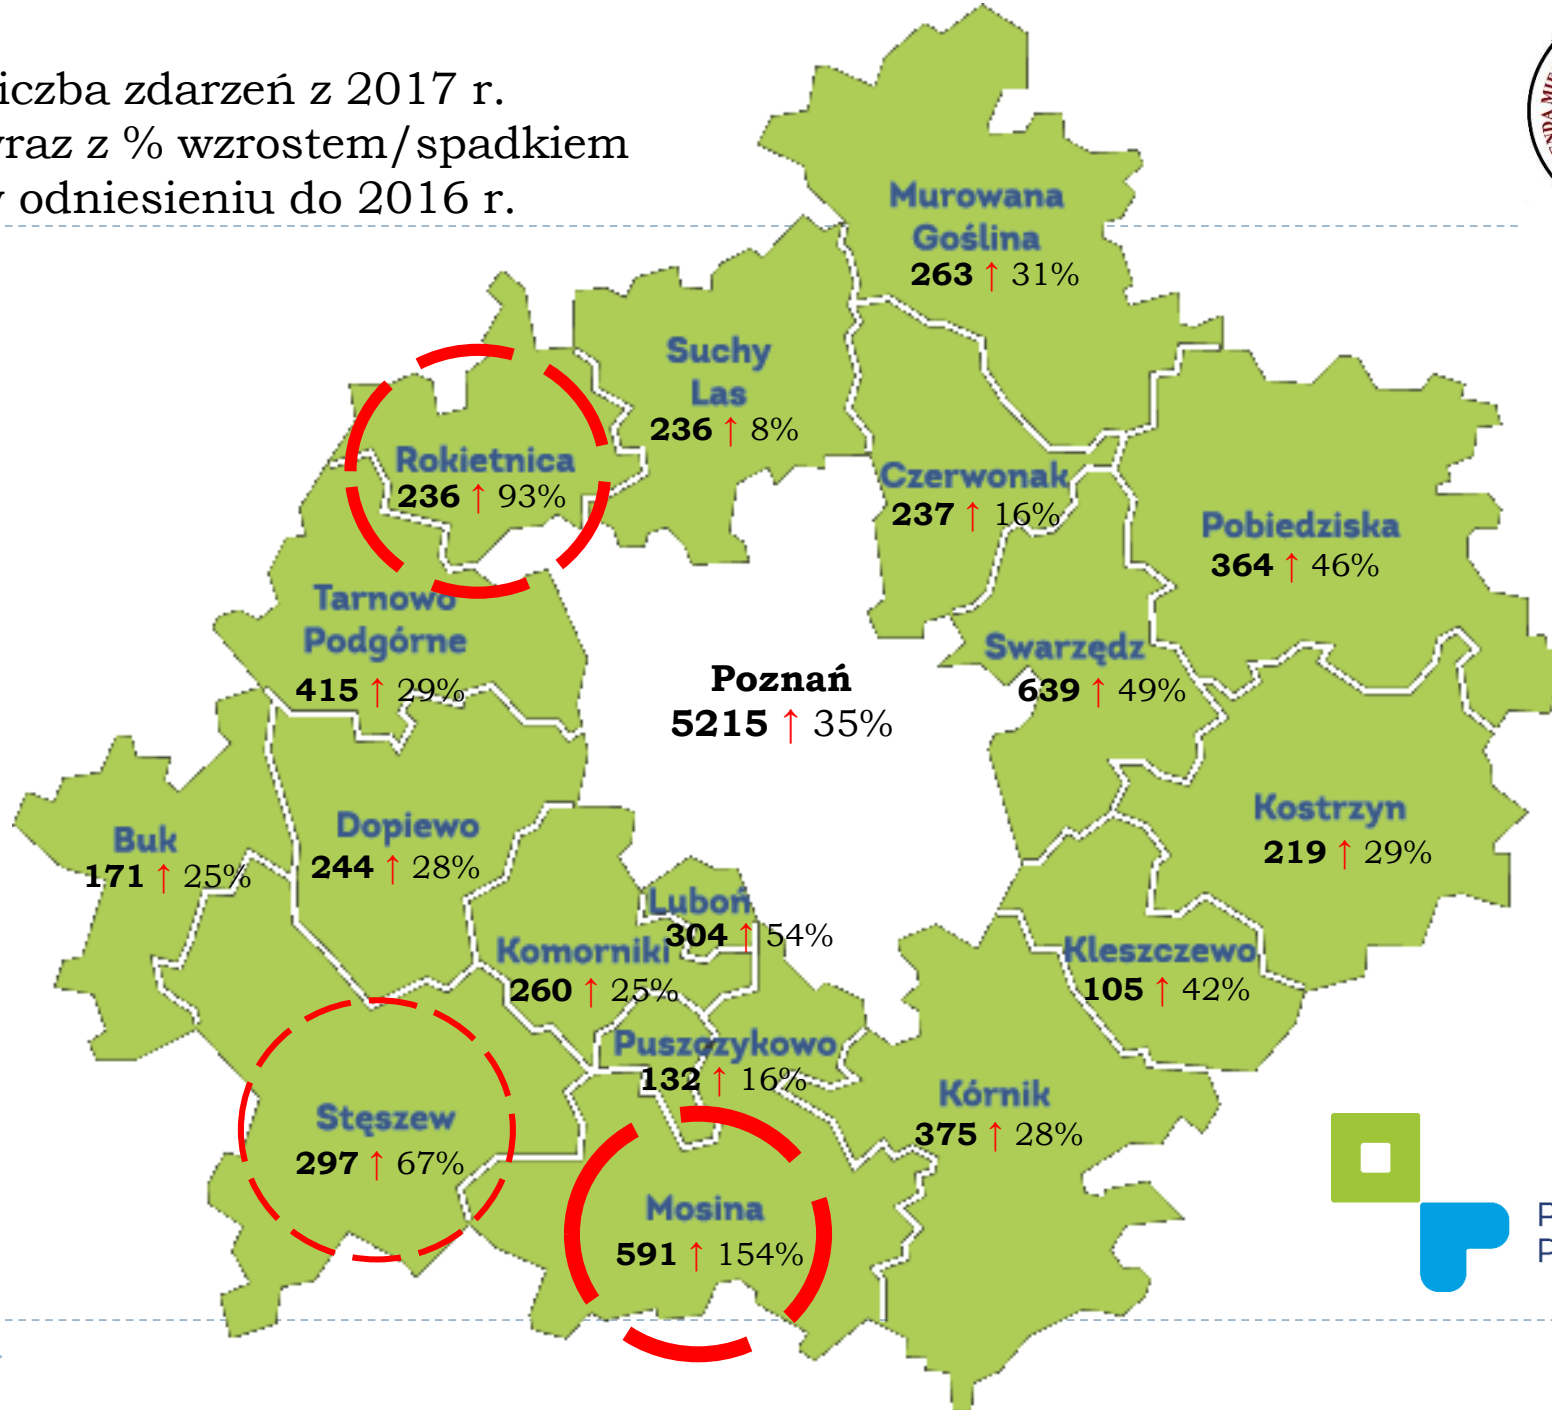 iczba zdarzeń z 2017 r.
raz z % wzrostem/spadkiem
odniesieniu do 2016 r.
NDA MIE
Murowana
Goślina
263 ↑ 31%
Suchy
Las
236 ↑ 8%
Rokietnica
236 ↑ 93%
Czerwonak
237 ↑ 16%
Pobiedziska
364 ↑ 46%
Tarnowo
Podgórne
415 ↑ 29%
Swarzędz
639 ↑ 49%
Poznań
5215 ↑ 35%
Buk
171 ↑ 25%
Dopiewo
244 ↑ 28%
Kostrzyn
219 ↑ 29%
Luboń
304 ↑ 54%
Komorniki
260 ↑ 25%
Kleszczewo
105 ↑ 42%
Puszczykowo
132 ↑ 16%
Kórnik
375 ↑ 28%
Stęszew
297 ↑ 67%
Mosina
591 ↑ 154%
P
P